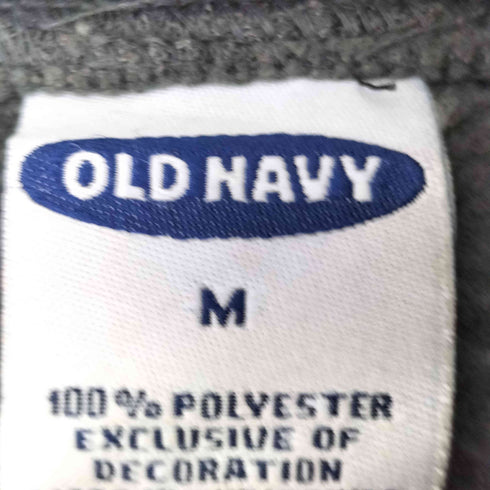 OLD NAVY
M
100% POLYESTER
EXCLUSIVE OF
DECORATION